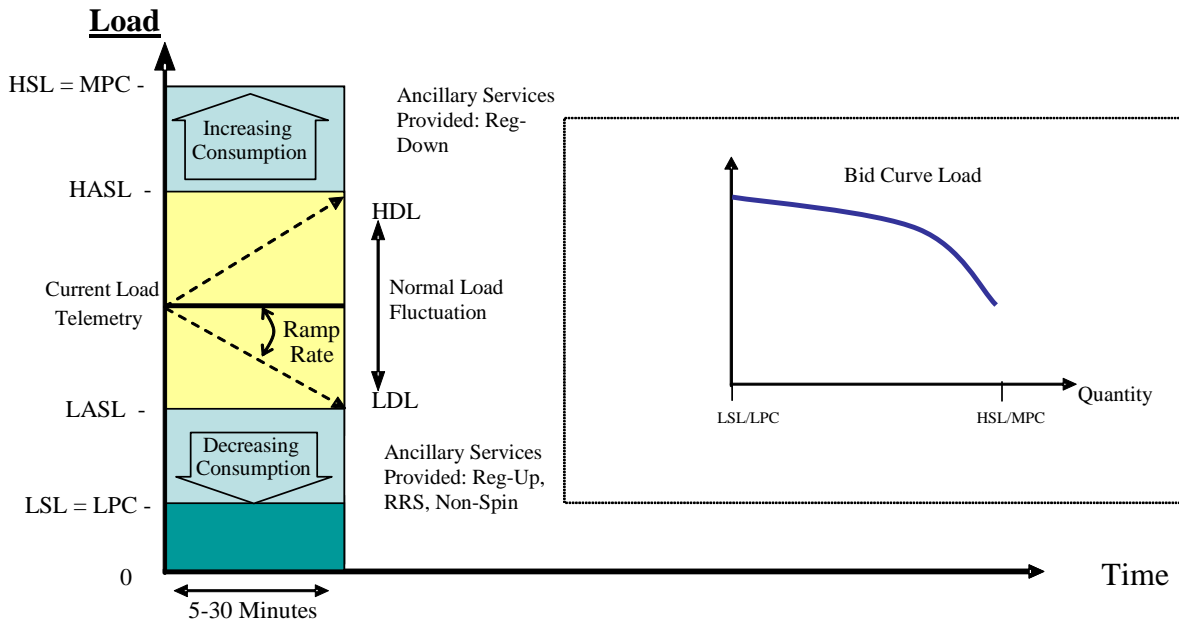 Load
HSL = MPC -
Increasing
Consumption
Ancillary Services
Provided: Reg-
Down
HASL -
HDL
Current Load
Telemetry
Normal Load
Fluctuation
Ramp
Rate
LDL
LASL -
Decreasing
Consumption
Ancillary Services
Provided: Reg-Up,
RRS, Non-Spin
LSL = LPC -
0
5-30 Minutes
Time
Bid Curve Load
Quantity
LSL/LPC
HSL/MPC